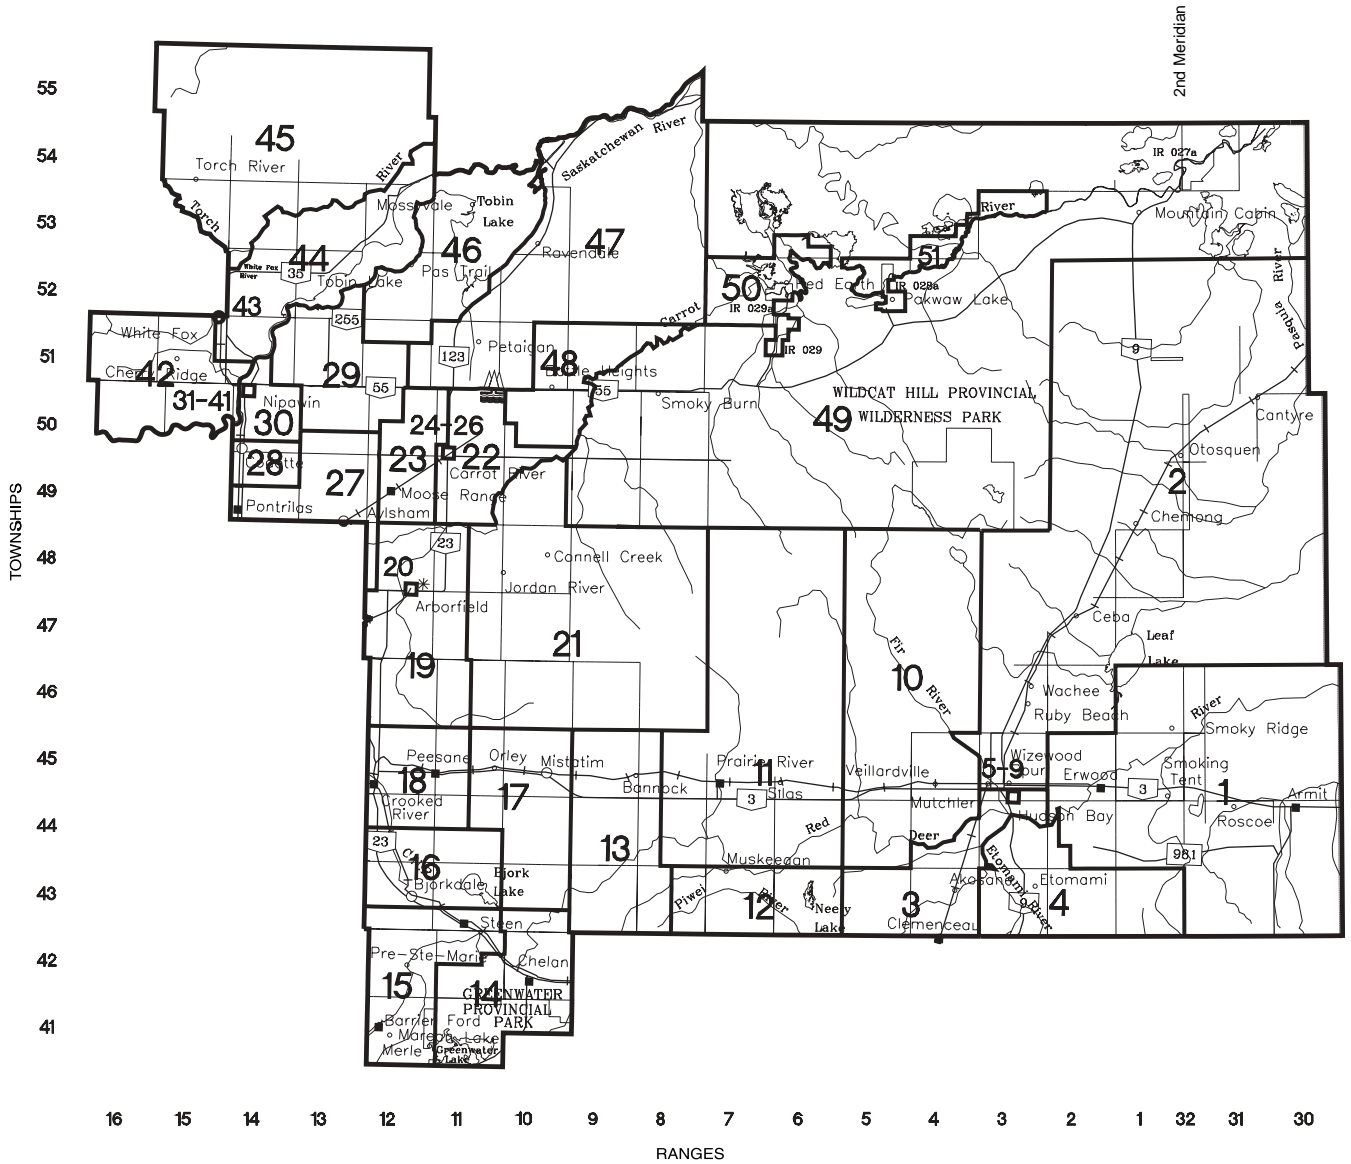 2nd Meridian
55
45
54
Torch River
River
Saskatchewan River
IR 027a
53
Torch
Mossyvale
Tobin
Lake
River
Mountain Cabin
46
47
Ravendale
44
White Fox
River
35
Tobin Lake
Pas Trail
51
River
52
50
Red Earth
IR 028a
Pakwaw Lake
43
255
IR 029a
Carrot
Pasquia
White Fox
51
123
Petaigan
48
IR 029
9
42
Ridge
29
55
Heights
55
WILDCAT HILL PROVINCIAL
WILDERNESS PARK
31-41
Nipawin
Smoky Burn
49
Cantyre
50
30
24-26
28
23
22
Otosquen
Carrot River
2
49
27
Moose Range
Pontrilas
Aylsham
Chemong
TOWNSHIPS
48
23
Connell Creek
20
Jordan River
Arborfield
47
21
Ceba
Leaf
Lake
19
Fir
River
10
46
Wachee
Ruby Beach
River
Smoky Ridge
45
Peesane
Orley
Mistatim
Prairie River
11
Wizewood
Smoking
Tent
18
17
Bannock
Silas
Veillardville
5-9
Erwood
3
3
1
Armit
Crooked
River
Mutchler
Hudson Bay
Roscoe
44
23
13
Red
Deer
981
16
Muskeegan
Bjorkdale
Bjork
Lake
Etomami River
Akosane
Etomami
43
Piwei
River
12
Neely
Lake
3
4
Steen
Clemenceau
42
Pre-Ste-Marie
Chelan
15
14
GREENWATER
PROVINCIAL
PARK
41
Barrier Ford
Lake
Merle
Greenwater
Lake
16 15 14 13 12 11 10 9 8 7 6 5 4 3 2 1 32 31 30
RANGES